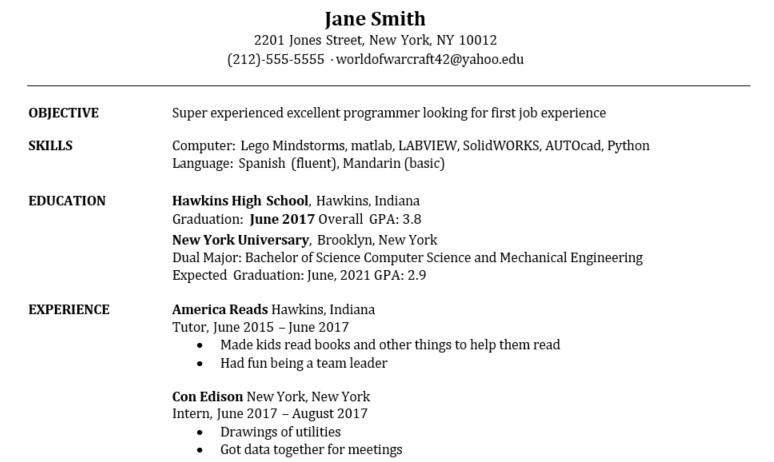 Jane Smith
2201 Jones Street, New York, NY 10012
(212)-555-5555 · worldofwarcraft42@yahoo.edu
OBJECTIVE Super experienced excellent programmer looking for first job experience
SKILLS Computer: Lego Mindstorms, matlab, LABVIEW, SolidWORKS, AUTOcad, Python
Language: Spanish (fluent), Mandarin (basic)
EDUCATION Hawkins High School, Hawkins, Indiana
Graduation: June 2017 Overall GPA: 3.8
New York Universary, Brooklyn, New York
Dual Major: Bachelor of Science Computer Science and Mechanical Engineering
Expected Graduation: June, 2021 GPA: 2.9
EXPERIENCE America Reads Hawkins, Indiana
Tutor, June 2015 – June 2017
• Made kids read books and other things to help them read
• Had fun being a team leader
Con Edison New York, New York
Intern, June 2017 – August 2017
• Drawings of utilities
• Got data together for meetings